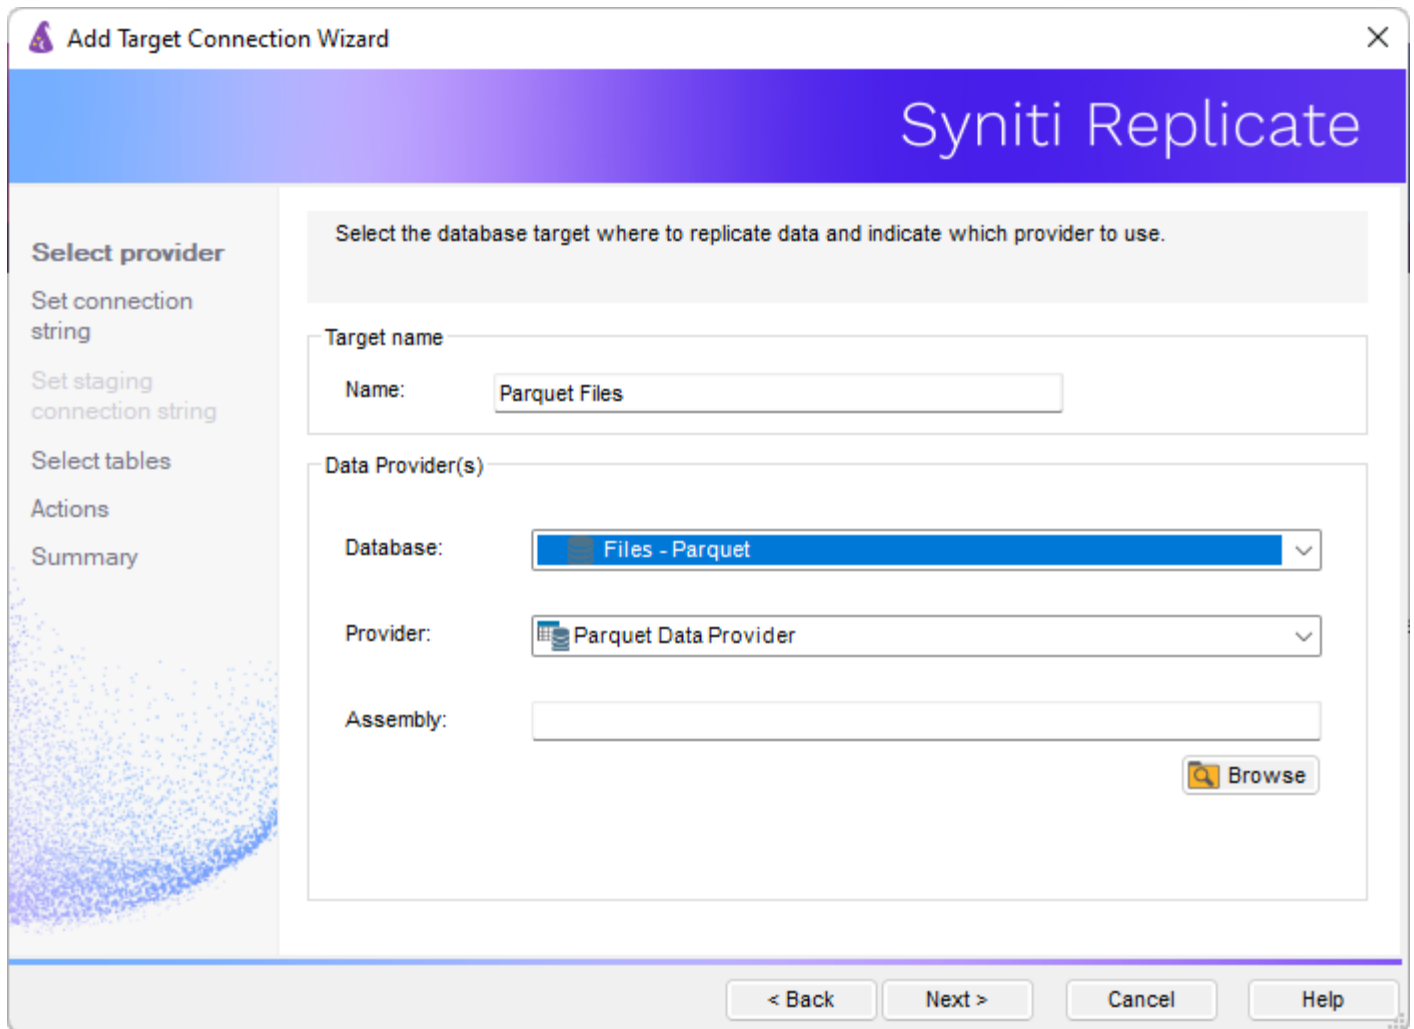 Add Target Connection Wizard
Syniti Replicate
Select provider
Set connection
string
Set staging
connection string
Select tables
Actions
Summary
Select the database target where to replicate data and indicate which provider to use.
Target name
Name:
Parquet Files
Data Provider(s)
Database:
Files - Parquet
Provider:
Parquet Data Provider
Assembly:
Browse
< Back
Next >
Cancel
Help